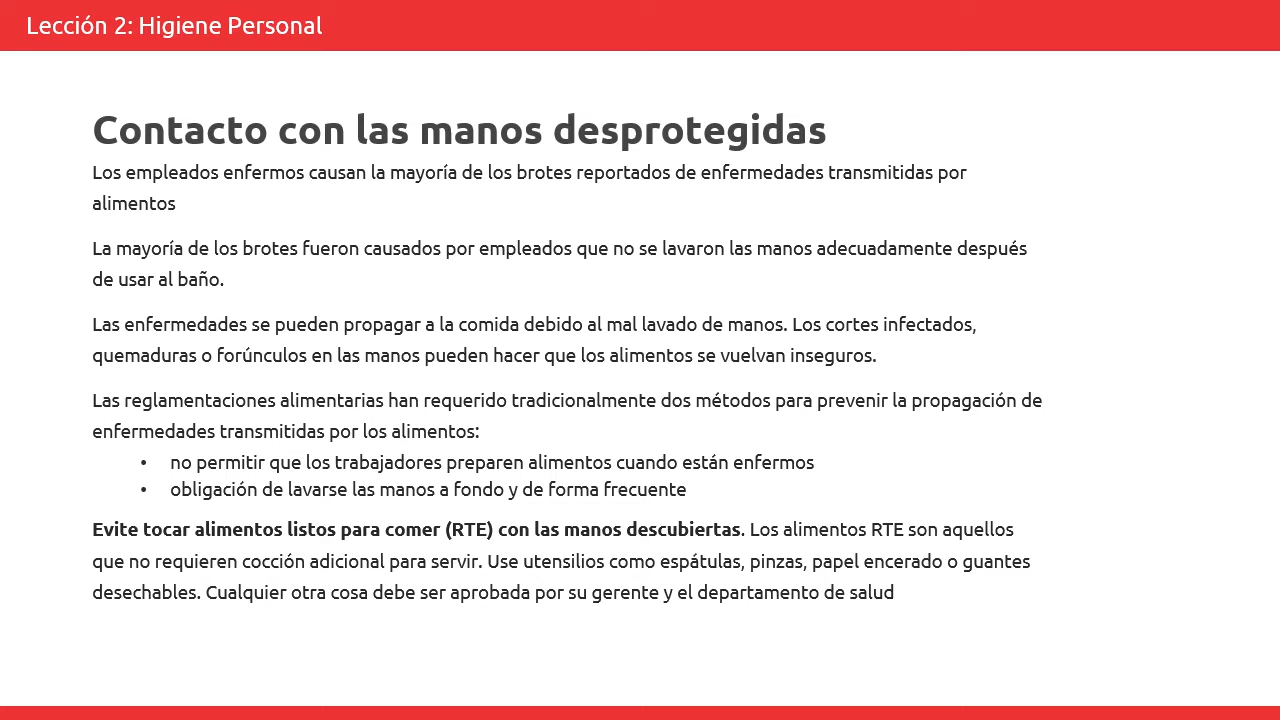 Lección 2: Higiene Personal
Contacto con las manos desprotegidas
Los empleados enfermos causan la mayoría de los brotes reportados de enfermedades transmitidas por
alimentos
La mayoría de los brotes fueron causados por empleados que no se lavaron las manos adecuadamente después
de usar al baño.
Las enfermedades se pueden propagar a la comida debido al mal lavado de manos. Los cortes infectados,
quemaduras o forúnculos en las manos pueden hacer que los alimentos se vuelvan inseguros.
Las reglamentaciones alimentarias han requerido tradicionalmente dos métodos para prevenir la propagación de
enfermedades transmitidas por los alimentos:
• no permitir que los trabajadores preparen alimentos cuando están enfermos
• obligación de lavarse las manos a fondo y de forma frecuente
Evite tocar alimentos listos para comer (RTE) con las manos descubiertas. Los alimentos RTE son aquellos
que no requieren cocción adicional para servir. Use utensilios como espátulas, pinzas, papel encerado o guantes
desechables. Cualquier otra cosa debe ser aprobada por su gerente y el departamento de salud